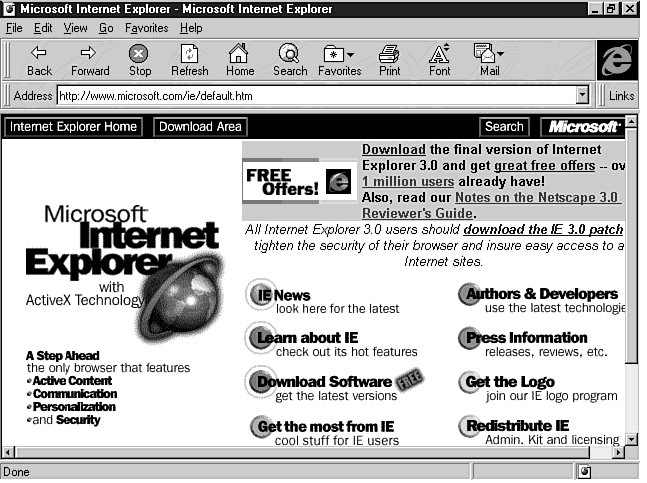 Microsoft Internet Explorer - Microsoft Internet Explorer
File Edit View Go Favorites Help
Back Forward Stop Refresh Home Search Favorites Print Font Mail
Address http://www.microsoft.com/ie/default.htm Links
Internet Explorer Home Download Area Search Microsoft
FREE
Offers!
Download the final version of Internet
Explorer 3.0 and get great free offers -- ov
1 million users already have!
Also, read our Notes on the Netscape 3.0
Reviewer's Guide.
All Internet Explorer 3.0 users should download the IE 3.0 patch
tighten the security of their browser and insure easy access to a
Internet sites.
Microsoft
Internet
Explorer
with
ActiveX Technology
A Step Ahead
the only browser that features
Active Content
Communication
Personalization
and Security
IE News
look here for the latest
Learn about IE
check out its hot features
Download Software FREE
get the latest versions
Get the most from IE
cool stuff for IE users
Authors & Developers
use the latest technologie
Press Information
releases, reviews, etc.
Get the Logo
join our IE logo program
Redistribute IE
Admin. Kit and licensing
Done